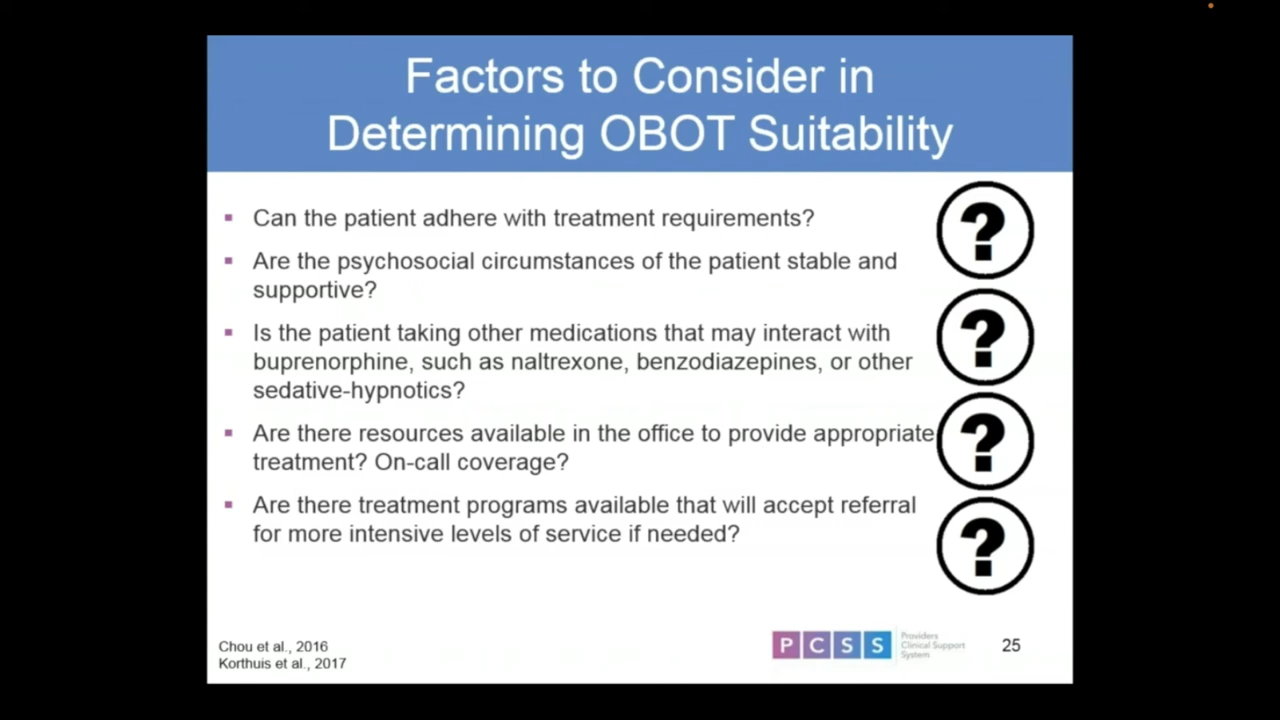 Factors to Consider in
Determining OBOT Suitability
▪ Can the patient adhere with treatment requirements?
▪ Are the psychosocial circumstances of the patient stable and
supportive?
▪ Is the patient taking other medications that may interact with
buprenorphine, such as naltrexone, benzodiazepines, or other
sedative-hypnotics?
▪ Are there resources available in the office to provide appropriate
treatment? On-call coverage?
▪ Are there treatment programs available that will accept referral
for more intensive levels of service if needed?
?
?
?
?
Chou et al., 2016
Korthuis et al., 2017
P C S S
Providers
Clinical Support
System
25